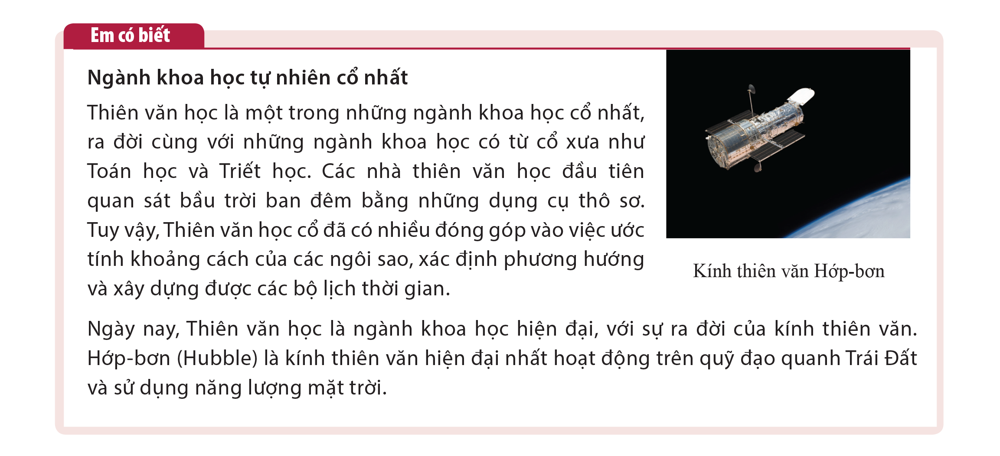 Em có biết
Ngành khoa học tự nhiên cổ nhất
Thiên văn học là một trong những ngành khoa học cổ nhất,
ra đời cùng với những ngành khoa học có từ cổ xưa như
Toán học và Triết học. Các nhà thiên văn học đầu tiên
quan sát bầu trời ban đêm bằng những dụng cụ thô sơ.
Tuy vậy, Thiên văn học cổ đã có nhiều đóng góp vào việc ước
tính khoảng cách của các ngôi sao, xác định phương hướng
và xây dựng được các bộ lịch thời gian.
Kính thiên văn Hớp-bơn
Ngày nay, Thiên văn học là ngành khoa học hiện đại, với sự ra đời của kính thiên văn.
Hớp-bơn (Hubble) là kính thiên văn hiện đại nhất hoạt động trên quỹ đạo quanh Trái Đất
và sử dụng năng lượng mặt trời.